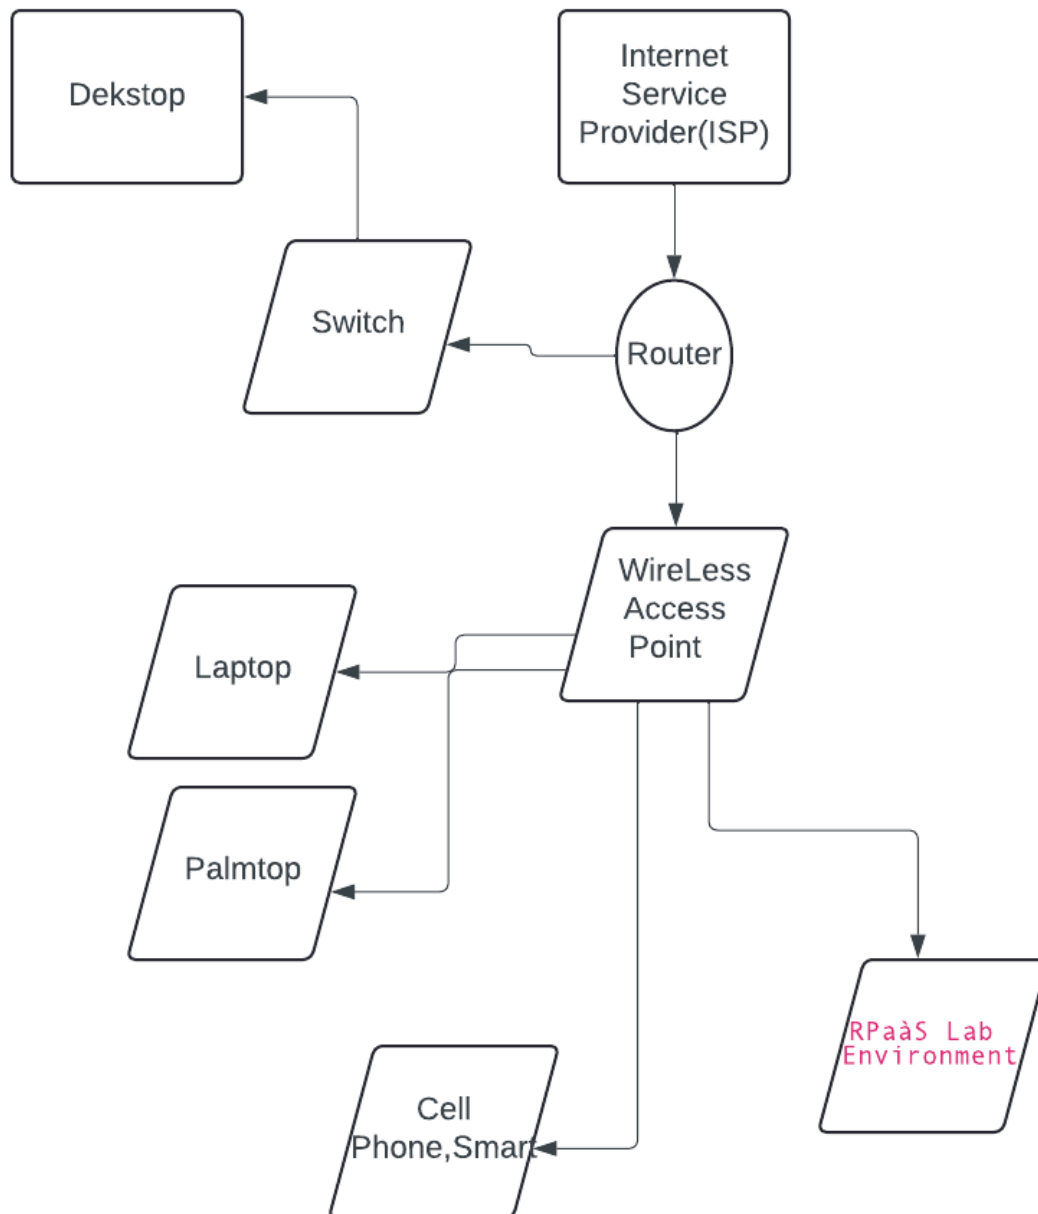 Dekstop
Internet
Service
Provider(ISP)
Switch
Router
WireLess
Access
Point
Laptop
Palmtop
RPaàS Lab
Environment
Cell
Phone,Smart